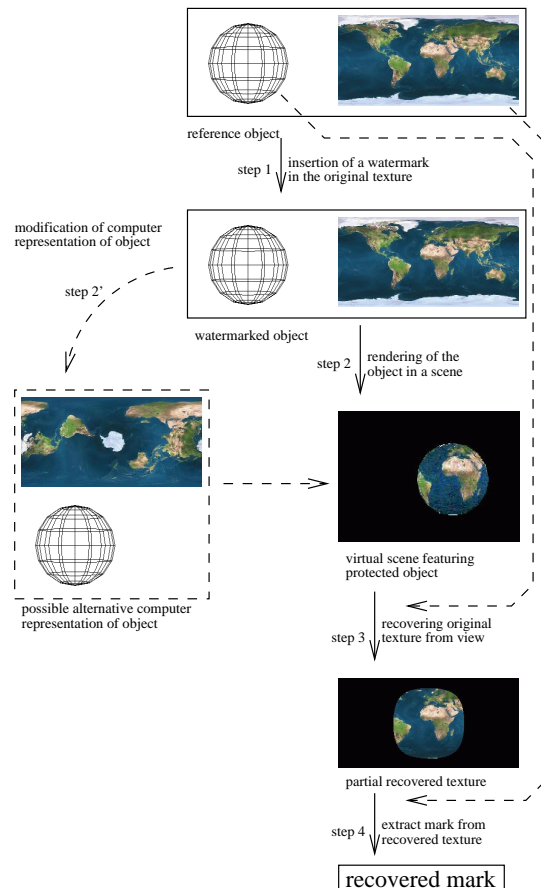 reference object
step 1
insertion of a watermark
in the original texture
modification of computer
representation of object
step 2'
watermarked object
step 2
rendering of the
object in a scene
virtual scene featuring
protected object
possible alternative computer
representation of object
step 3
recovering original
texture from view
partial recovered texture
step 4
extract mark from
recovered texture
recovered mark